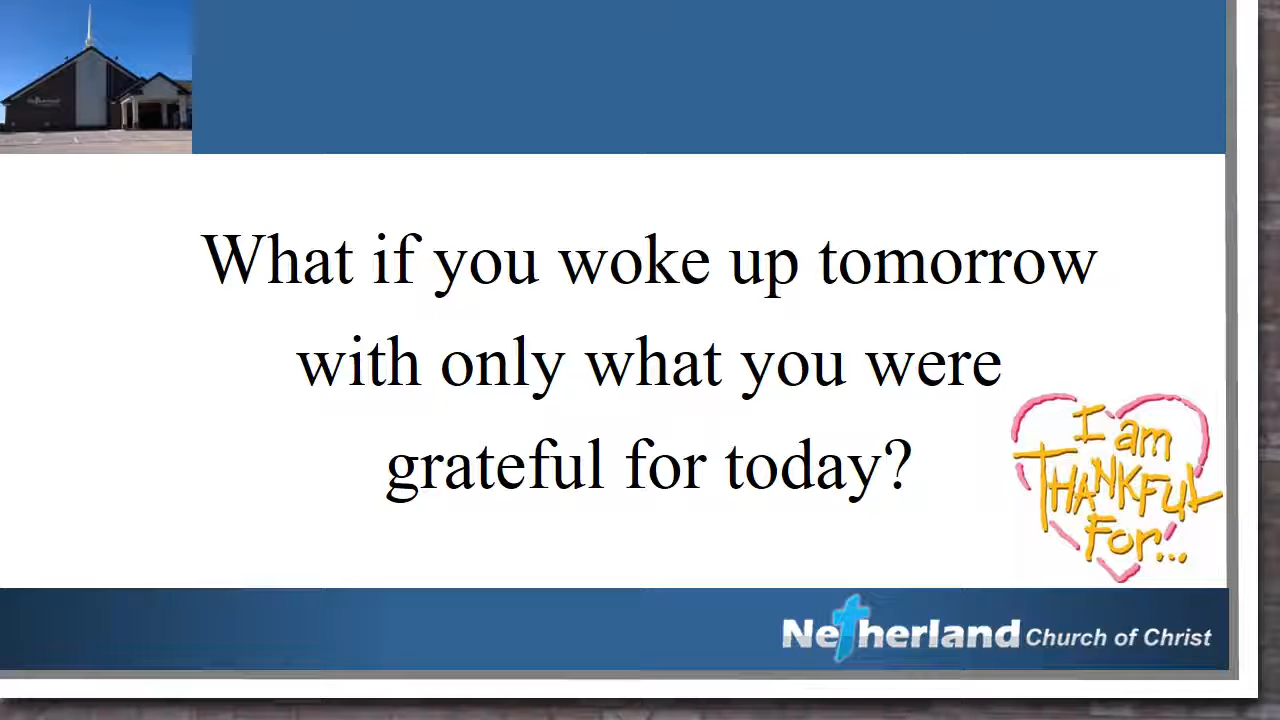 What if you woke up tomorrow
with only what you were
grateful for today?
I am
THANKFUL
For...
Netherland Church of Christ